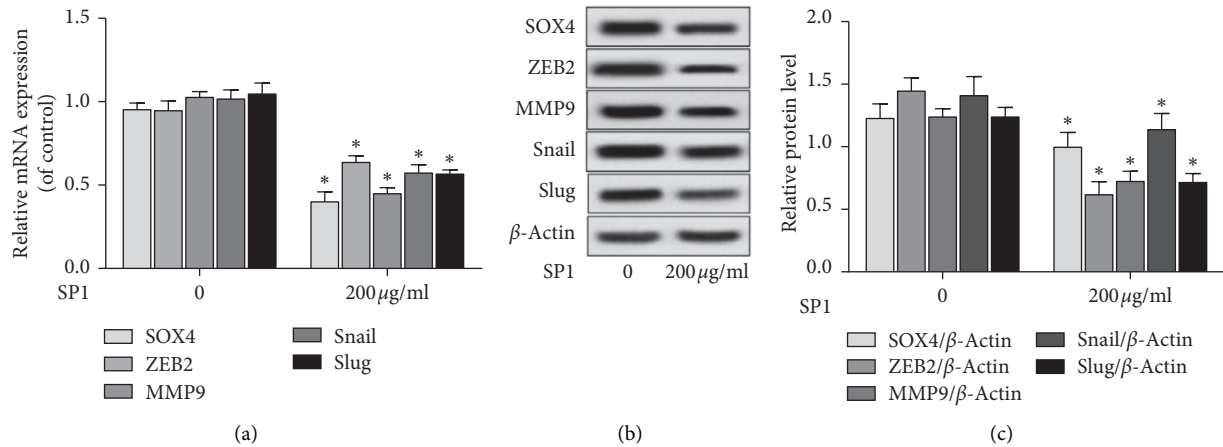 Relative mRNA expression
(of control)
1.5
1.0
0.5
0.0
*
*
*
*
*
SP1
0
200 µg/ml
SOX4
ZEB2
MMP9
Snail
Slug
(a)
SOX4
ZEB2
MMP9
Snail
Slug
β-Actin
SP1
0
200 µg/ml
(b)
Relative protein level
2.0
1.5
1.0
0.5
0.0
*
*
*
*
*
SP1
0
200 µg/ml
SOX4/β-Actin
ZEB2/β-Actin
MMP9/β-Actin
Snail/β-Actin
Slug/β-Actin
(c)